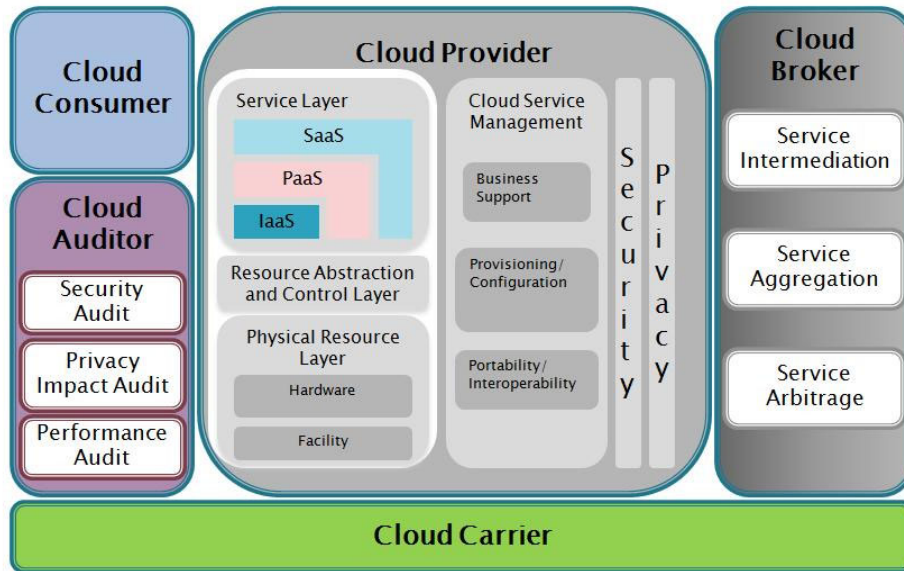 Cloud
Consumer
Cloud
Auditor
Security
Audit
Privacy
Impact Audit
Performance
Audit
Cloud Provider
Service Layer
SaaS
PaaS
IaaS
Resource Abstraction
and Control Layer
Physical Resource
Layer
Hardware
Facility
Cloud Service
Management
Business
Support
Provisioning/
Configuration
Portability/
Interoperability
Security
Privacy
Cloud
Broker
Service
Intermediation
Service
Aggregation
Service
Arbitrage
Cloud Carrier